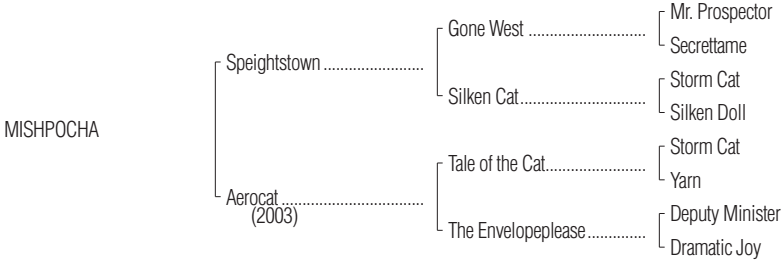 Mr. Prospector
Gone West ..............................
Secrettame
Speightstown .........................
Storm Cat
Silken Cat................................
Silken Doll
MISHPOCHA
Storm Cat
Tale of the Cat.........................
Yarn
Aerocat ...................................
(2003)
Deputy Minister
The Envelopeplease...............
Dramatic Joy